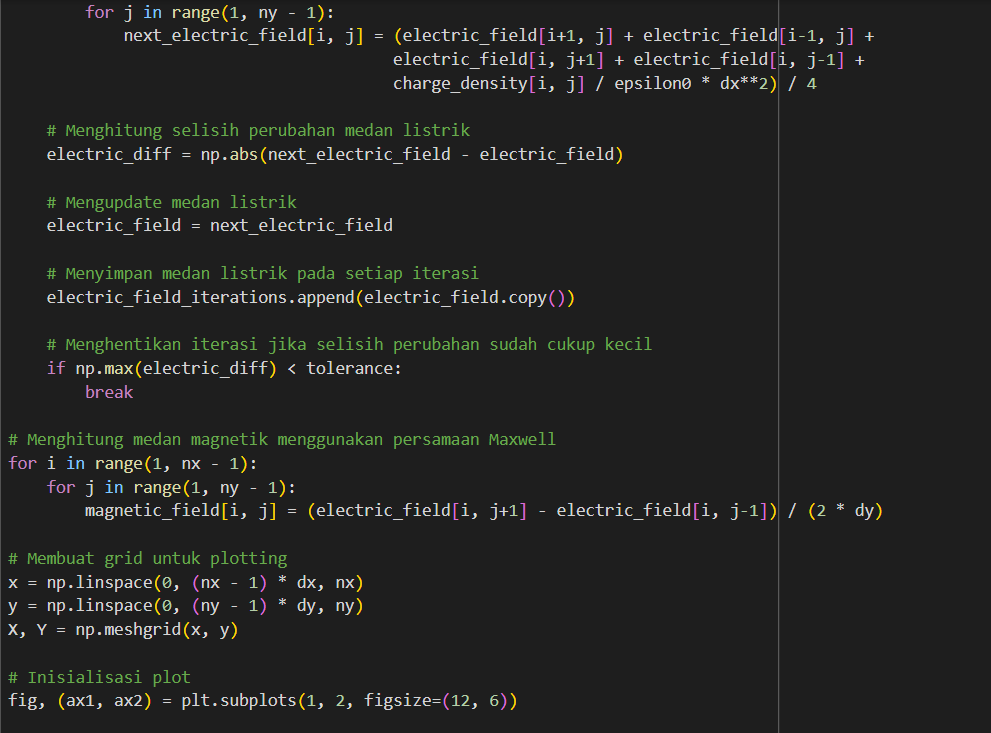 for j in range(1, ny - 1):
next_electric_field[i, j] = (electric_field[i+1, j] + electric_field[i-1, j] +
electric_field[i, j+1] + electric_field[i, j-1] +
charge_density[i, j] / epsilon0 * dx**2) / 4
# Menghitung selisih perubahan medan listrik
electric_diff = np.abs(next_electric_field - electric_field)
# Mengupdate medan listrik
electric_field = next_electric_field
# Menyimpan medan listrik pada setiap iterasi
electric_field_iterations.append(electric_field.copy())
# Menghentikan iterasi jika selisih perubahan sudah cukup kecil
if np.max(electric_diff) < tolerance:
break
# Menghitung medan magnetik menggunakan persamaan Maxwell
for i in range(1, nx - 1):
for j in range(1, ny - 1):
magnetic_field[i, j] = (electric_field[i, j+1] - electric_field[i, j-1]) / (2 * dy)
# Membuat grid untuk plotting
x = np.linspace(0, (nx - 1) * dx, nx)
y = np.linspace(0, (ny - 1) * dy, ny)
X, Y = np.meshgrid(x, y)
# Inisialisasi plot
fig, (ax1, ax2) = plt.subplots(1, 2, figsize=(12, 6))